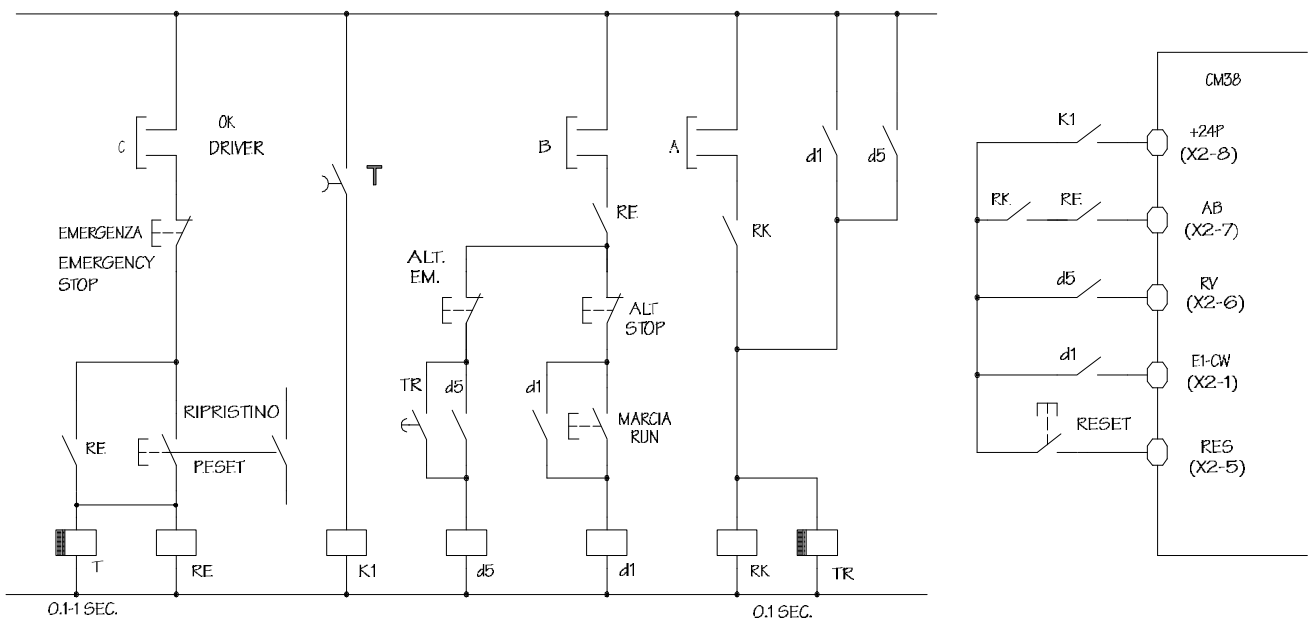 C
OK
DRIVER
EMERGENZA
EMERGENCY
STOP
RE
RIPRISTINO
RESET
T
RE
0.1-1 SEC.
T
K1
B
RE
ALT.
EM.
ALT
STOP
TR
d5
d1
MARCIA
RUN
d5
d1
A
RK
d1
d5
RK
TR
0.1 SEC.
CM38
K1
+24P
(X2-8)
RK
RE
AB
(X2-7)
d5
RV
(X2-6)
d1
E1-CW
(X2-1)
RESET
RES
(X2-5)